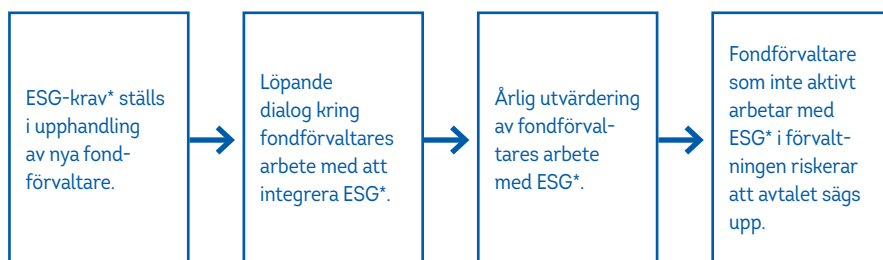 ESG-krav* ställs
i upphandling
av nya fond-
förvaltare.
Löpande
dialog kring
fondförvaltares
arbete med att
integrera ESG*.
Årlig utvärdering
av fondförval-
tares arbete
med ESG*.
Fondförvaltare
som inte aktivt
arbetar med
ESG* i förvalt-
ningen riskerar
att avtalet sägs
upp.